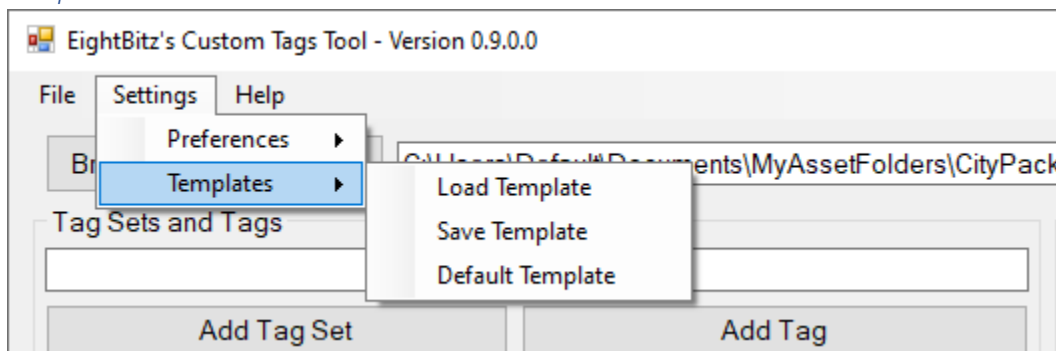 EightBitz's Custom Tags Tool - Version 0.9.0.0
File Settings Help
Preferences
Templates
Load Template
Save Template
Default Template
Tag Sets and Tags
Add Tag Set Add Tag